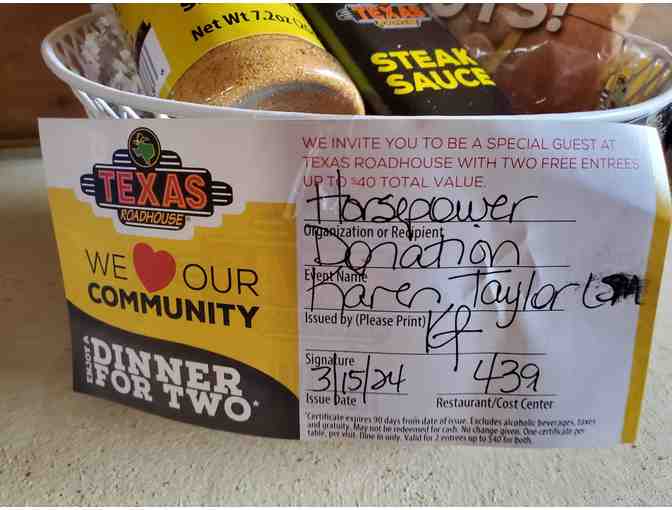 Net Wt 7.2oz
TEXAS
STEAK
SAUCE
TEXAS
ROADHOUSE
WE OUR
COMMUNITY
ENJOY A
DINNER
FOR TWO*
WE INVITE YOU TO BE A SPECIAL GUEST AT
TEXAS ROADHOUSE WITH TWO FREE ENTREES
UP TO $40 TOTAL VALUE.
Horsepower
Organization or Recipient
Donation
Event Name
Karen Taylor
Issued by (Please Print)
Signature
3/15/24 439
Issue Date Restaurant/Cost Center
*Certificate expires 90 days from date of issue. Excludes alcoholic beverages, taxes
and gratuity. May not be redeemed for cash. No change given. One certificate per
table, per visit. Dine in only. Valid for 2 entrees up to $40 for both.